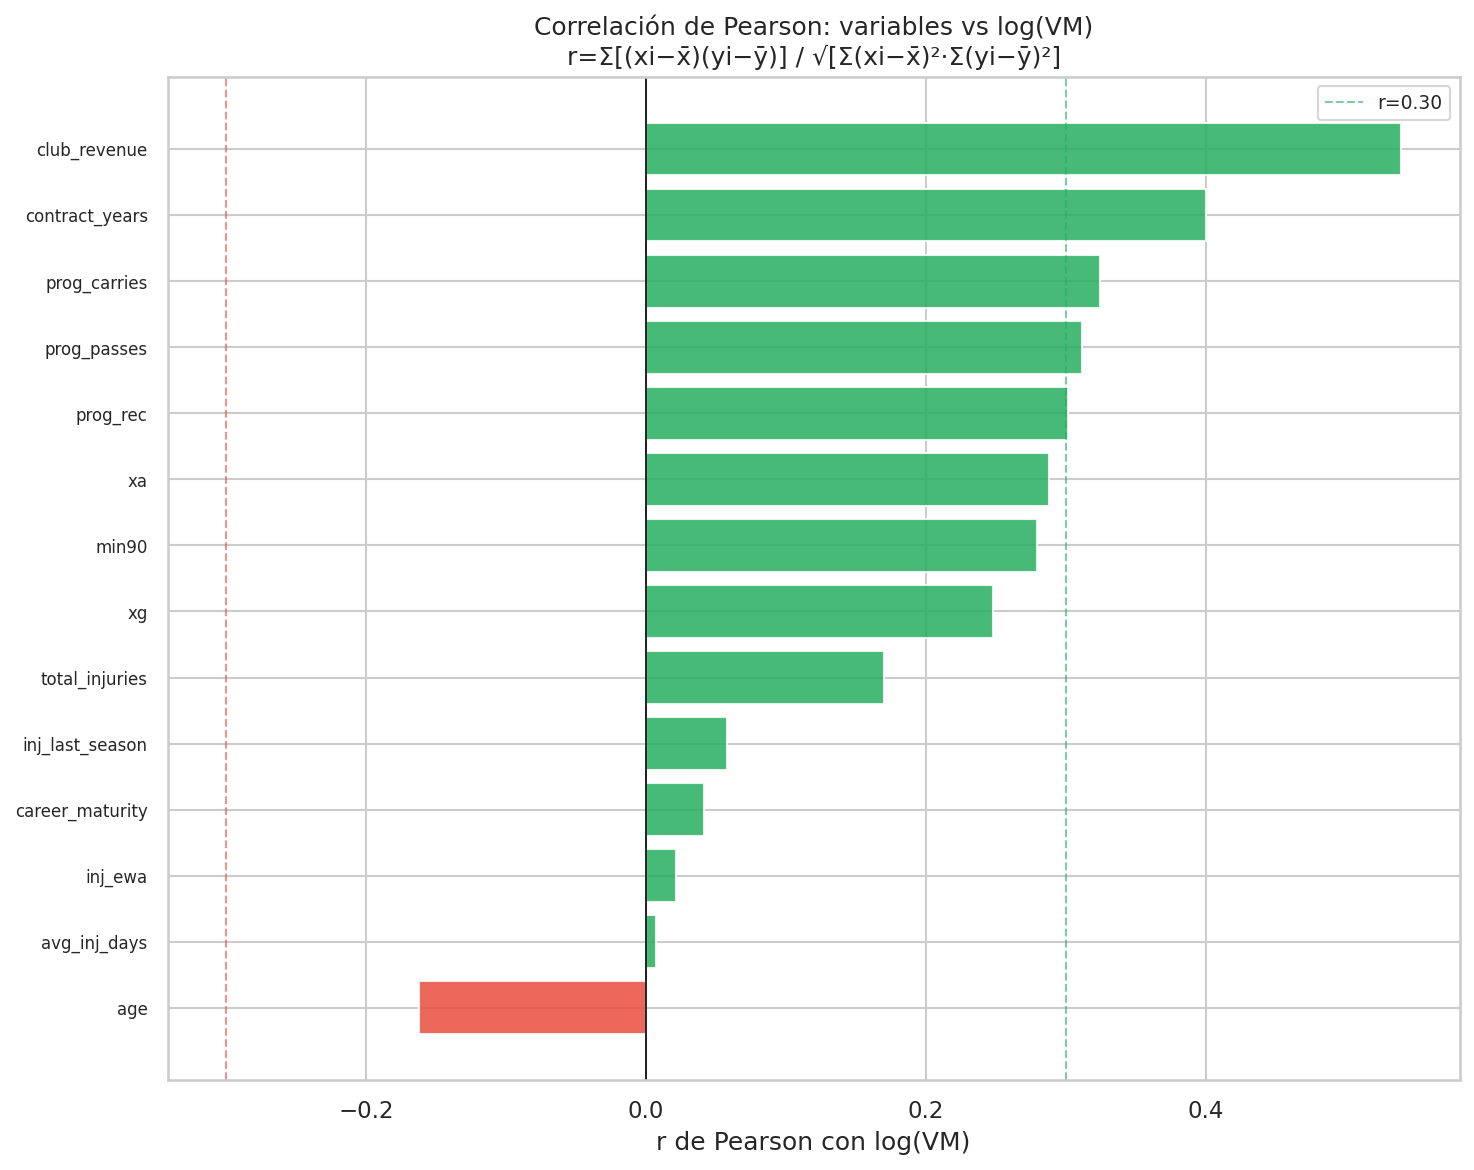 Correlación de Pearson: variables vs log(VM)
r=Σ[(xi−x̄)(yi−ȳ)] / √[Σ(xi−x̄)²·Σ(yi−ȳ)²]
r=0.30
club_revenue
contract_years
prog_carries
prog_passes
prog_rec
xa
min90
xg
total_injuries
inj_last_season
career_maturity
inj_ewa
avg_inj_days
age
−0.2 0.0 0.2 0.4
r de Pearson con log(VM)